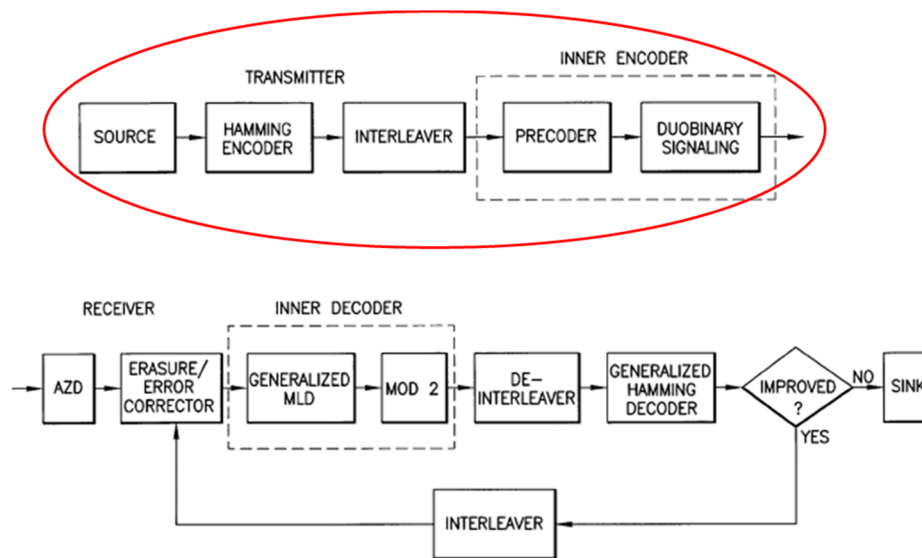 TRANSMITTER
INNER ENCODER
SOURCE
HAMMING
ENCODER
INTERLEAVER
PRECODER
DUOBINARY
SIGNALING
RECEIVER
INNER DECODER
AZD
ERASURE/
ERROR
CORRECTOR
GENERALIZED
MLD
MOD 2
DE-
INTERLEAVER
GENERALIZED
HAMMING
DECODER
IMPROVED
?
NO
SINK
YES
INTERLEAVER